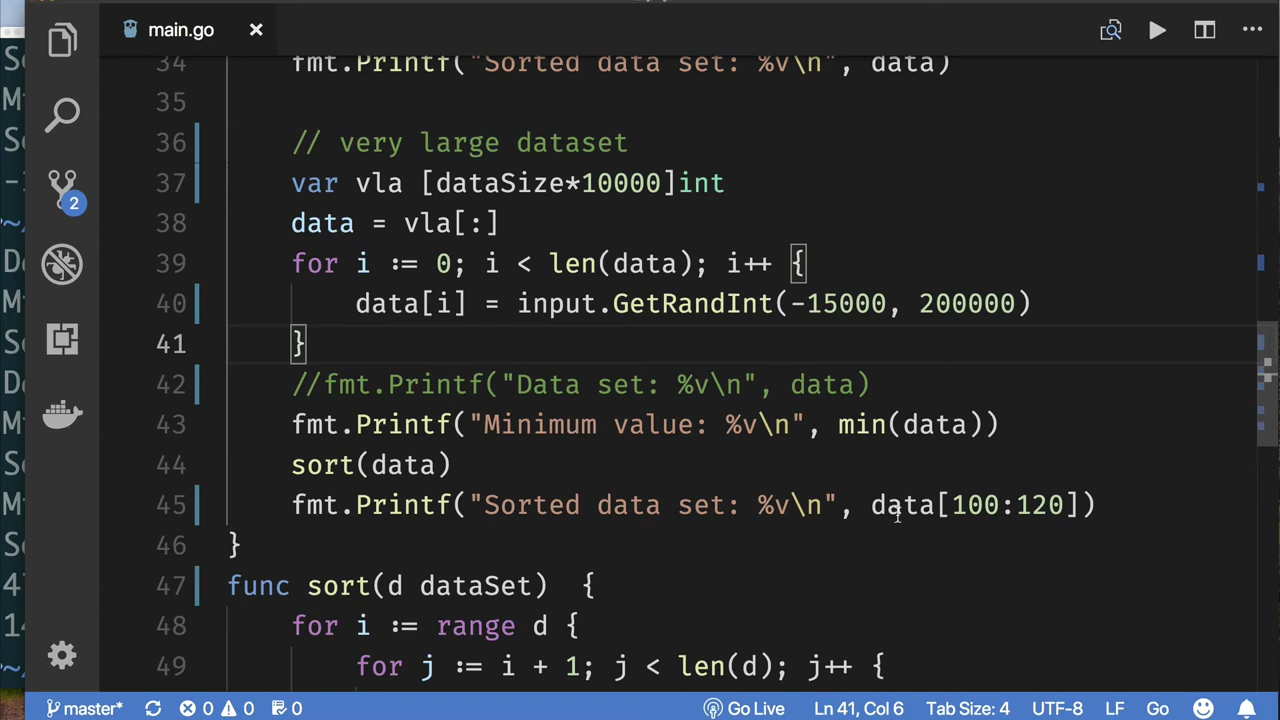 main.go
34 fmt.Printf("Sorted data set: %v\n", data)
35
36 // very large dataset
37 var vla [dataSize*10000]int
38 data = vla[:]
39 for i := 0; i < len(data); i++ {
40 data[i] = input.GetRandInt(-15000, 200000)
41 }
42 //fmt.Printf("Data set: %v\n", data)
43 fmt.Printf("Minimum value: %v\n", min(data))
44 sort(data)
45 fmt.Printf("Sorted data set: %v\n", data[100:120])
46 }
47 func sort(d dataSet)  {
48 for i := range d {
49 for j := i + 1; j < len(d); j++ {
2
master* 0 0 0 Go Live Ln 41, Col 6 Tab Size: 4 UTF-8 LF Go